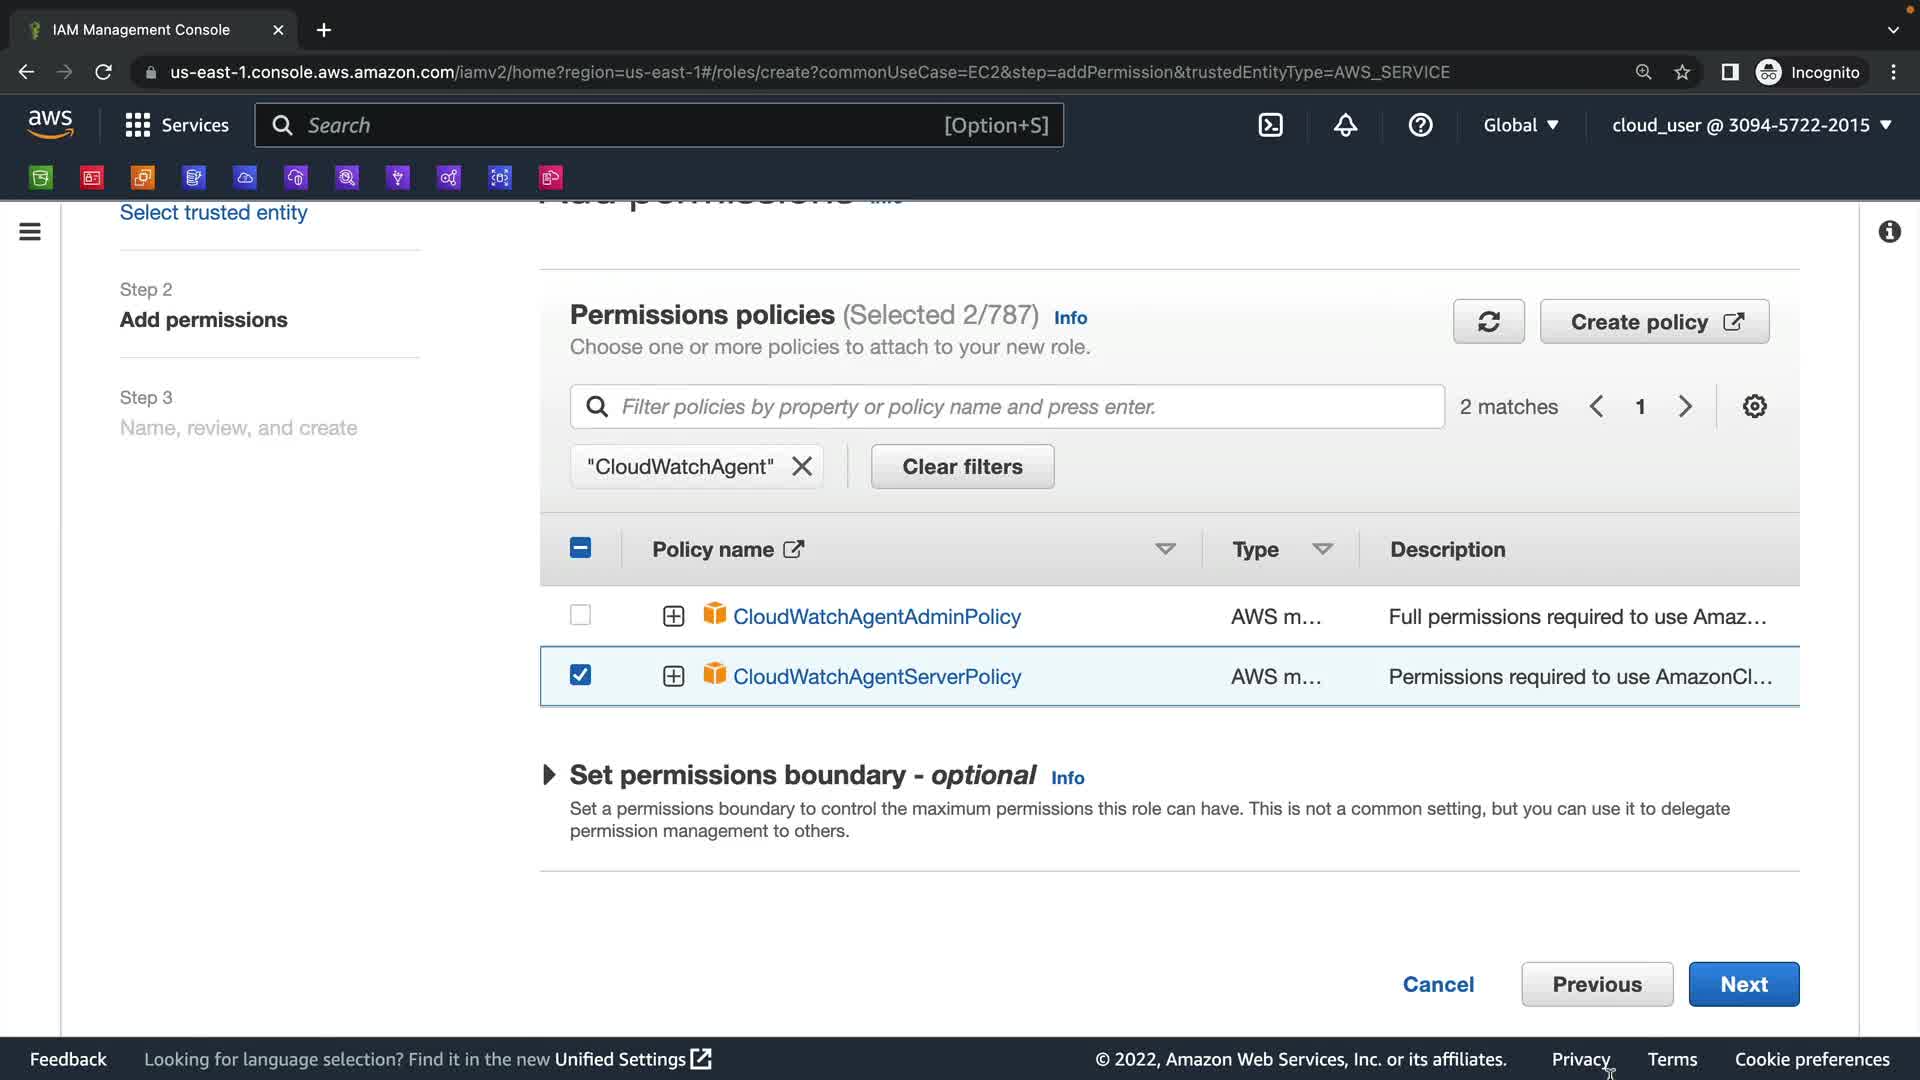 IAM Management Console
us-east-1.console.aws.amazon.com/iamv2/home?region=us-east-1#/roles/create?commonUseCase=EC2&step=addPermission&trustedEntityType=AWS_SERVICE
Incognito
aws
Services
Search
[Option+S]
Global
cloud_user @ 3094-5722-2015
Select trusted entity
Step 2
Add permissions
Step 3
Name, review, and create
Add permissions Info
Permissions policies (Selected 2/787) Info
Choose one or more policies to attach to your new role.
Create policy
Filter policies by property or policy name and press enter.
2 matches
1
"CloudWatchAgent"
Clear filters
Policy name
Type
Description
CloudWatchAgentAdminPolicy
AWS m...
Full permissions required to use Amaz...
CloudWatchAgentServerPolicy
AWS m...
Permissions required to use AmazonCl...
Set permissions boundary - optional Info
Set a permissions boundary to control the maximum permissions this role can have. This is not a common setting, but you can use it to delegate
permission management to others.
Cancel
Previous
Next
Feedback
Looking for language selection? Find it in the new Unified Settings
© 2022, Amazon Web Services, Inc. or its affiliates.
Privacy
Terms
Cookie preferences